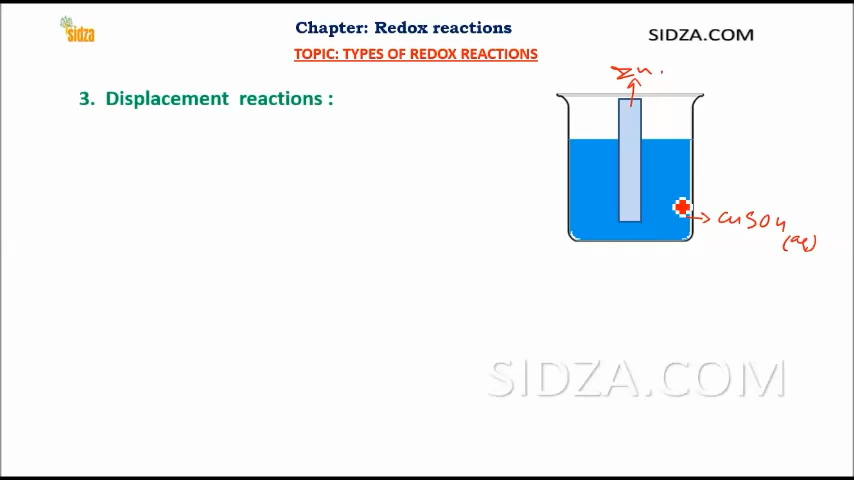 sidza
Chapter: Redox reactions
SIDZA.COM
TOPIC: TYPES OF REDOX REACTIONS
Zn.
3. Displacement reactions :
CuSO4
(aq)
SIDZA.COM